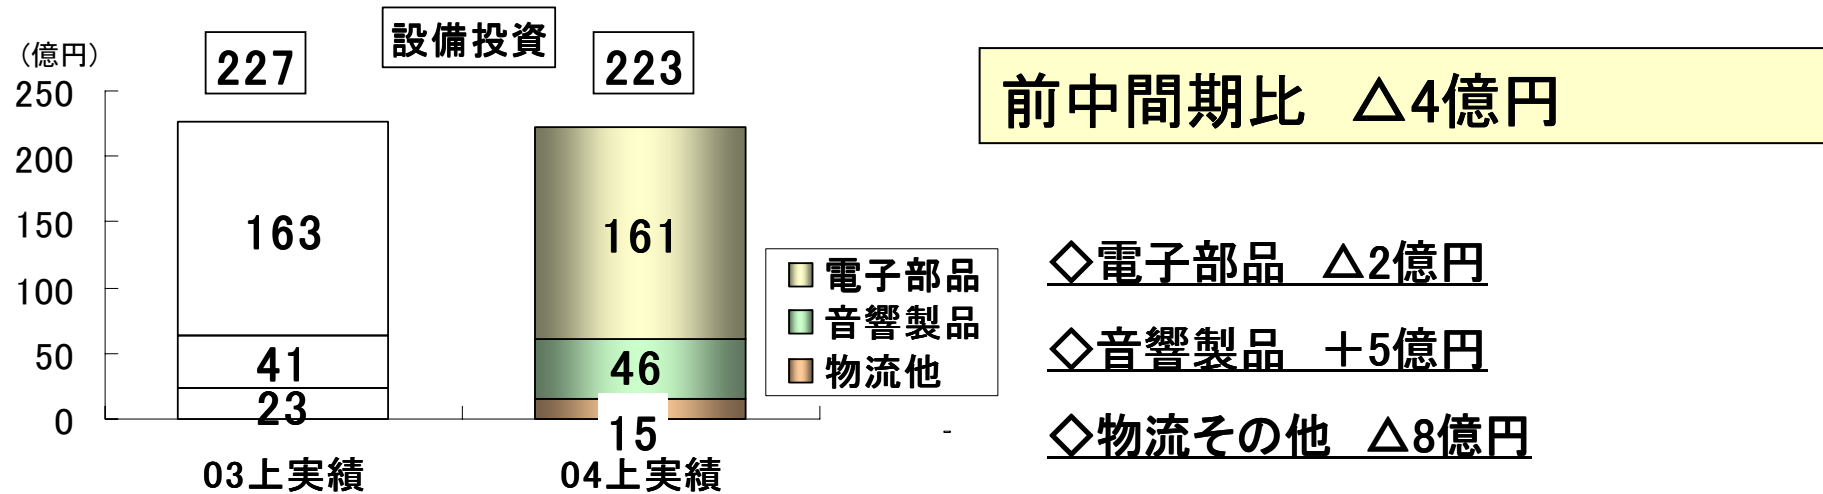 設備投資
(億円)
227
223
250
200
150
100
50
0
163
41
23
161
46
15
03上実績
04上実績
電子部品
音響製品
物流他
前中間期比 △4億円
◇電子部品 △2億円
◇音響製品 +5億円
◇物流その他 △8億円
-